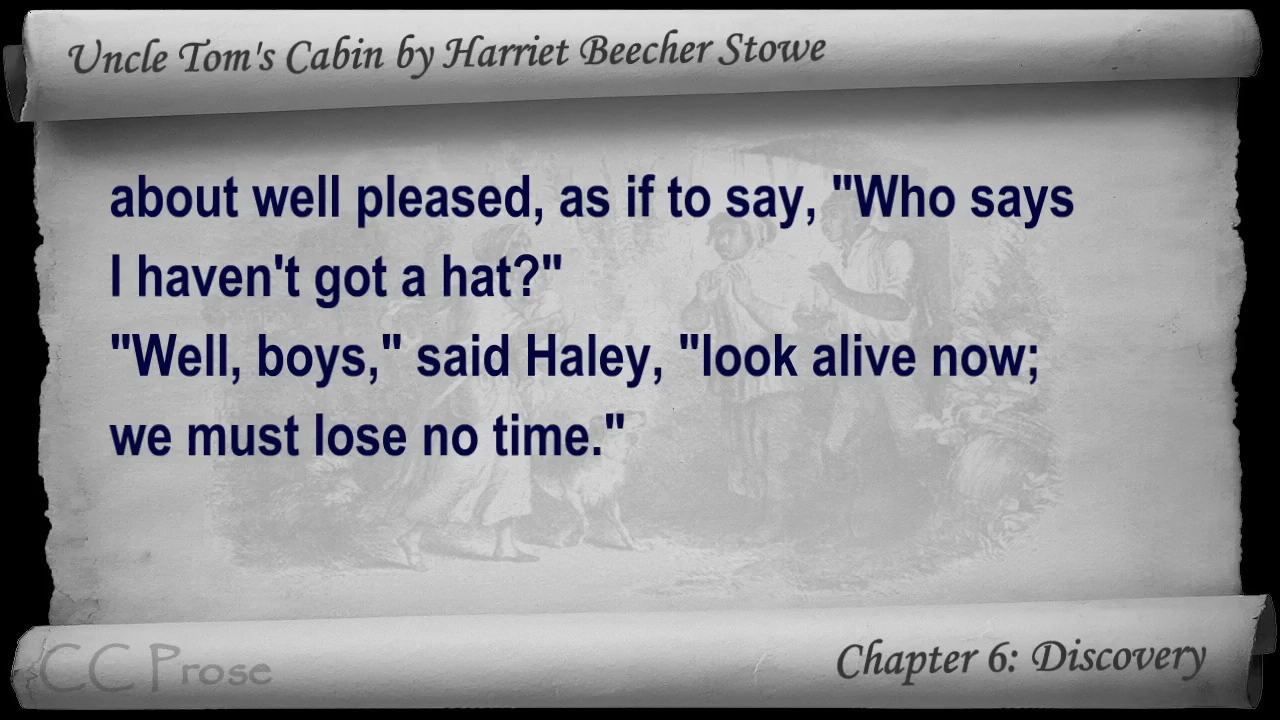 Uncle Tom's Cabin by Harriet Beecher Stowe
about well pleased, as if to say, "Who says
I haven't got a hat?"
"Well, boys," said Haley, "look alive now;
we must lose no time."
CC Prose
Chapter 6: Discovery